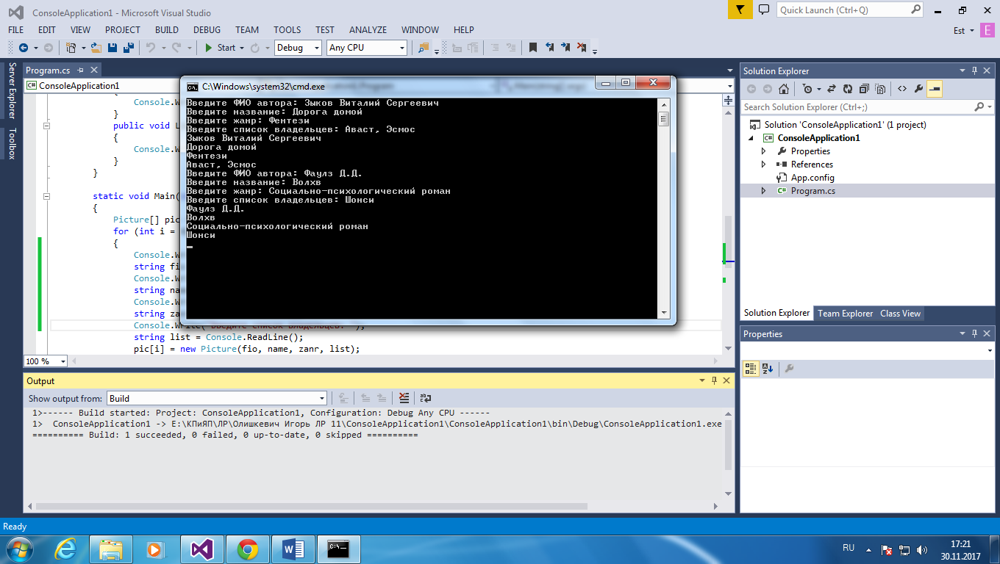 ConsoleApplication1 - Microsoft Visual Studio
Quick Launch (Ctrl+Q)
FILE EDIT VIEW PROJECT BUILD DEBUG TEAM TOOLS TEST ANALYZE WINDOW HELP
Est E
Start Debug Any CPU
Server Explorer
Toolbox
Program.cs
C# ConsoleApplication1
C:\Windows\system32\cmd.exe
Введите ФИО автора: Зыков Виталий Сергеевич
Введите название: Дорога домой
Введите жанр: Фентези
Введите список владельцев: Аваст, Эсмос
Зыков Виталий Сергеевич
Дорога домой
Фентези
Аваст, Эсмос
Введите ФИО автора: Фаулз Д.Д.
Введите название: Волхв
Введите жанр: Социально-психологический роман
Введите список владельцев: Шонси
Фаулз Д.Д.
Волхв
Социально-психологический роман
Шонси
{
Console.W
}
public void
{
Console.W
}
}
static void Main(
{
Picture[] pic
for (int i =
{
Console.W
string fi
Console.W
string na
Console.W
string za
Console.Write("Введите список владельцев: ");
string list = Console.ReadLine();
pic[i] = new Picture(fio, name, zanr, list);
100 %
Solution Explorer
Search Solution Explorer (Ctrl+;)
Solution 'ConsoleApplication1' (1 project)
C# ConsoleApplication1
Properties
References
App.config
C# Program.cs
Solution Explorer Team Explorer Class View
Properties
Output
Show output from: Build
1>------ Build started: Project: ConsoleApplication1, Configuration: Debug Any CPU ------
1>  ConsoleApplication1 -> E:\КПиЯП\ЛР\Олишкевич Игорь ЛР 11\ConsoleApplication1\ConsoleApplication1\bin\Debug\ConsoleApplication1.exe
========== Build: 1 succeeded, 0 failed, 0 up-to-date, 0 skipped ==========
Ready
RU
17:21
30.11.2017